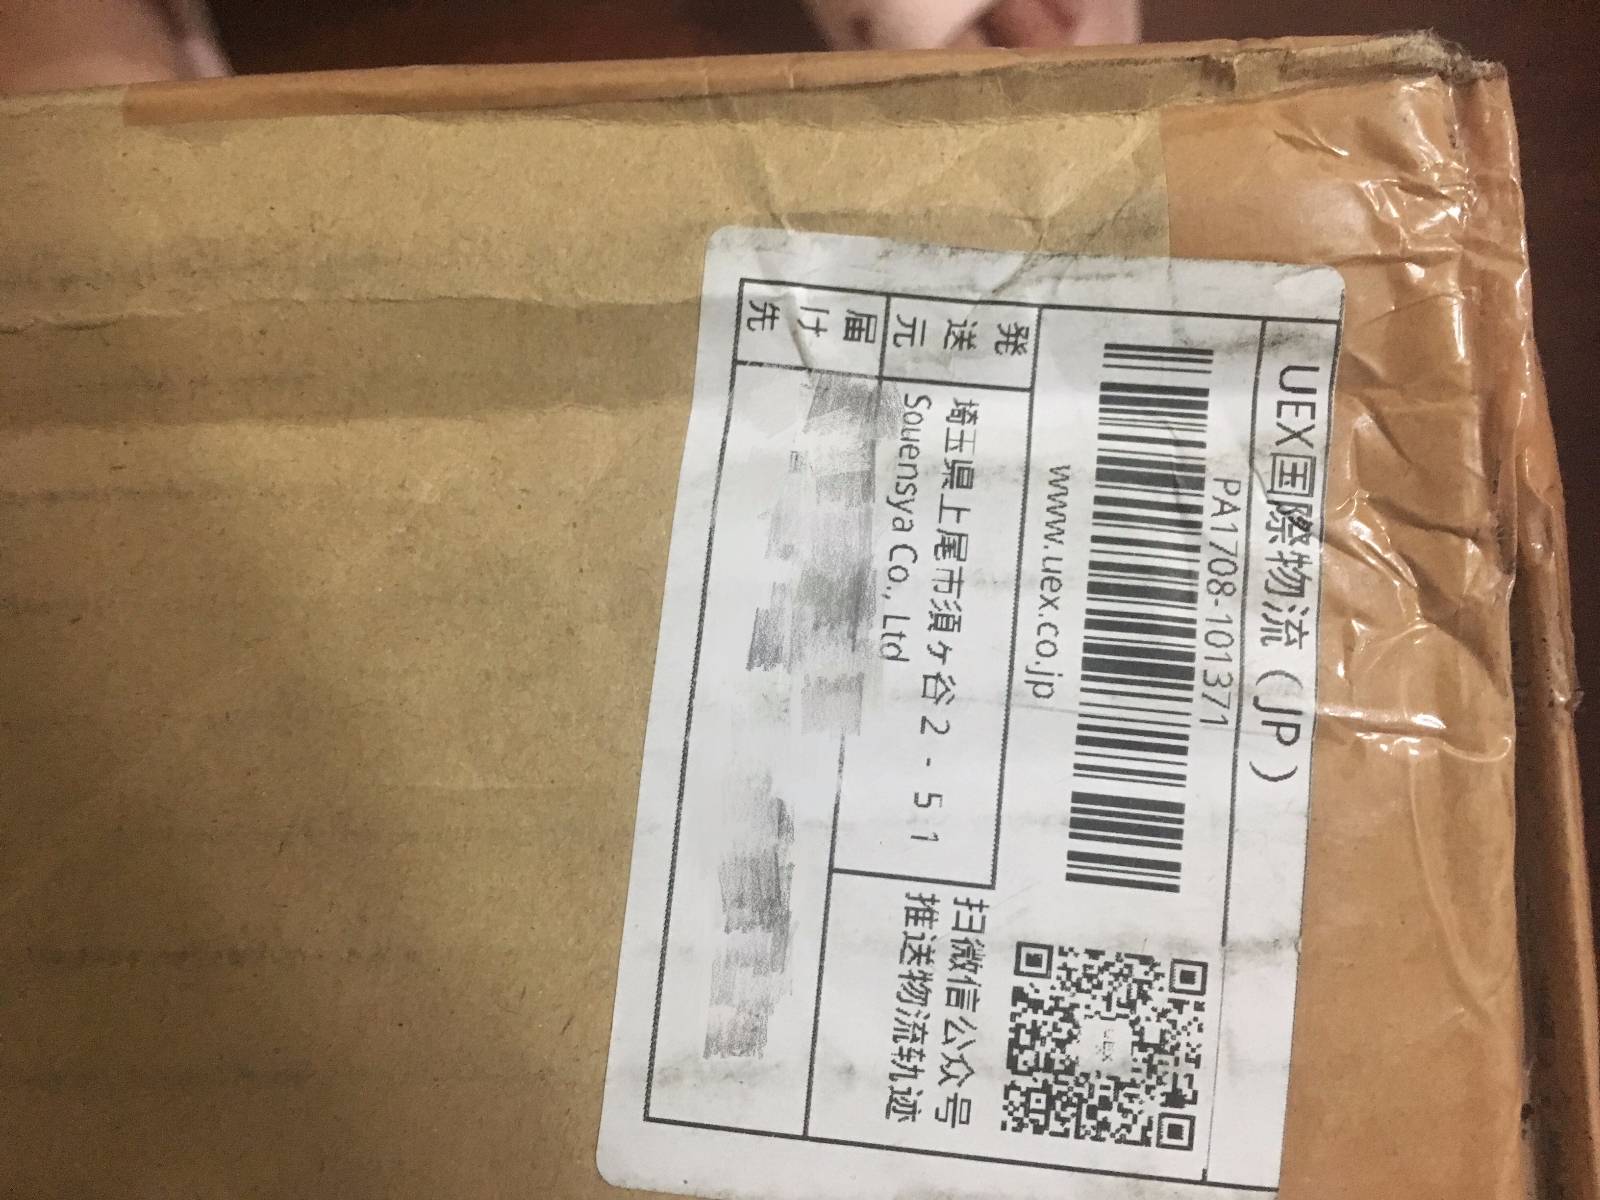 UEX国際物流（JP）
PA1708-101371
www.uex.co.jp
発送元
埼玉県上尾市須ヶ谷2-51
Souensya Co., Ltd
届け先
UEX
扫微信公众号
推送物流轨迹